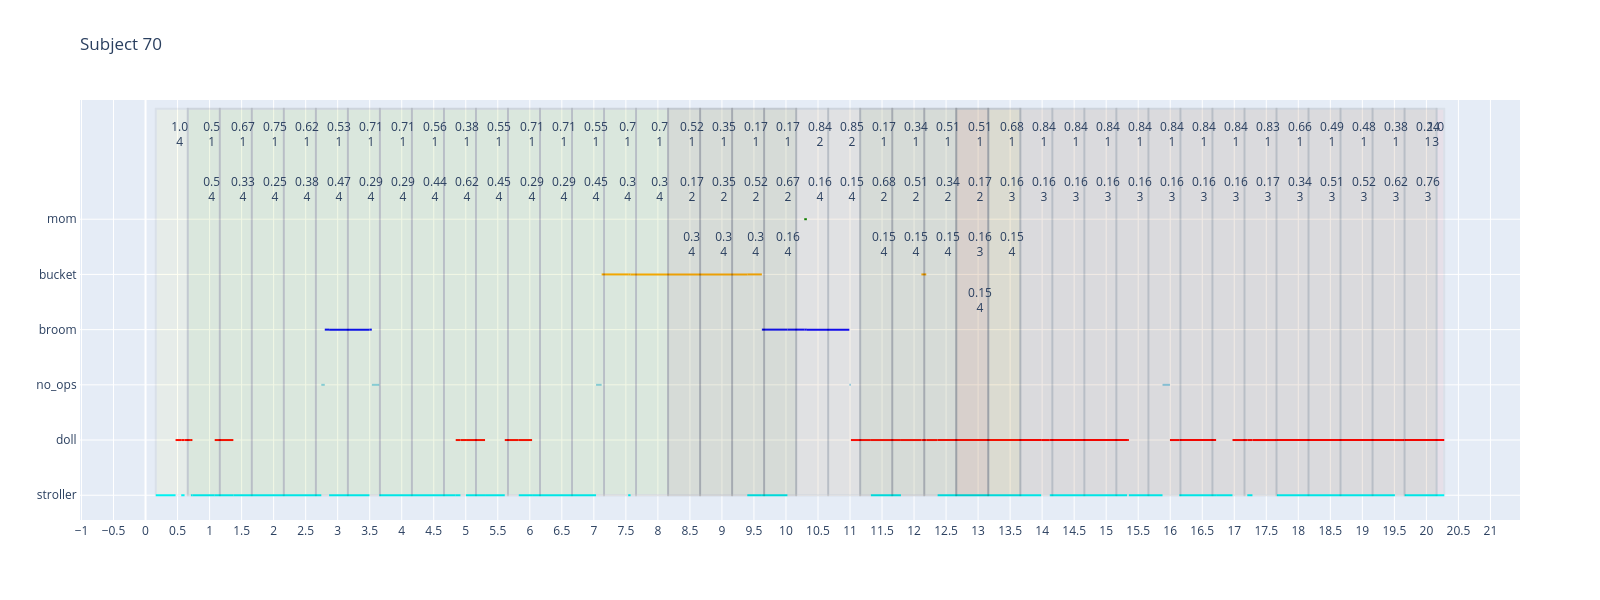 Subject 70
1.0 0.5 0.67 0.75 0.62 0.53 0.71 0.71 0.56 0.38 0.55 0.71 0.71 0.55 0.7 0.7 0.52 0.35 0.17 0.17 0.84 0.85 0.17 0.34 0.51 0.51 0.68 0.84 0.84 0.84 0.84 0.84 0.84 0.84 0.83 0.66 0.49 0.48 0.38
4 1 1 1 1 1 1 1 1 1 1 1 1 1 1 1 1 1 1 1 2 2 1 1 1 1 1 1 1 1 1 1 1 1 1 1 1 1 1
0.5 0.33 0.25 0.38 0.47 0.29 0.29 0.44 0.62 0.45 0.29 0.29 0.45 0.3 0.3 0.17 0.35 0.52 0.67 0.16 0.15 0.68 0.51 0.34 0.17 0.16 0.16 0.16 0.16 0.16 0.16 0.16 0.16 0.17 0.34 0.51 0.52 0.62 0.76
4 4 4 4 4 4 4 4 4 4 4 4 4 4 4 2 2 2 2 4 4 2 2 2 2 3 3 3 3 3 3 3 3 3 3 3 3 3 3
mom
0.3 0.3 0.3 0.16 0.15 0.15 0.15 0.16 0.15
4 4 4 4 4 4 4 3 4
bucket
0.15
4
broom
no_ops
doll
stroller
−1 −0.5 0 0.5 1 1.5 2 2.5 3 3.5 4 4.5 5 5.5 6 6.5 7 7.5 8 8.5 9 9.5 10 10.5 11 11.5 12 12.5 13 13.5 14 14.5 15 15.5 16 16.5 17 17.5 18 18.5 19 19.5 20 20.5 21